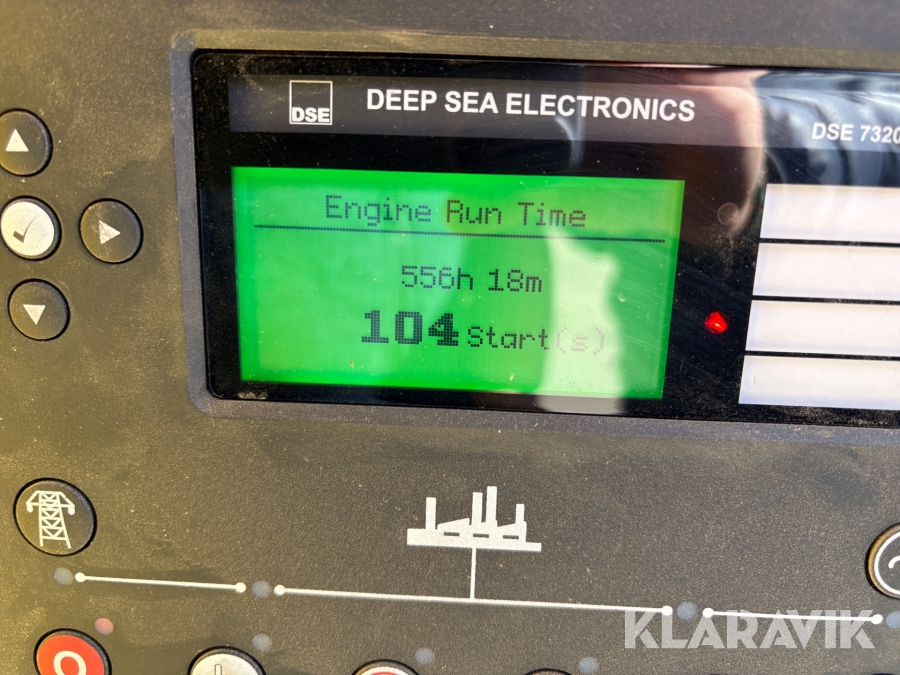 DSE
DEEP SEA ELECTRONICS
DSE 7320
Engine Run Time
556h 18m
104 Start(s)
KLARAVIK